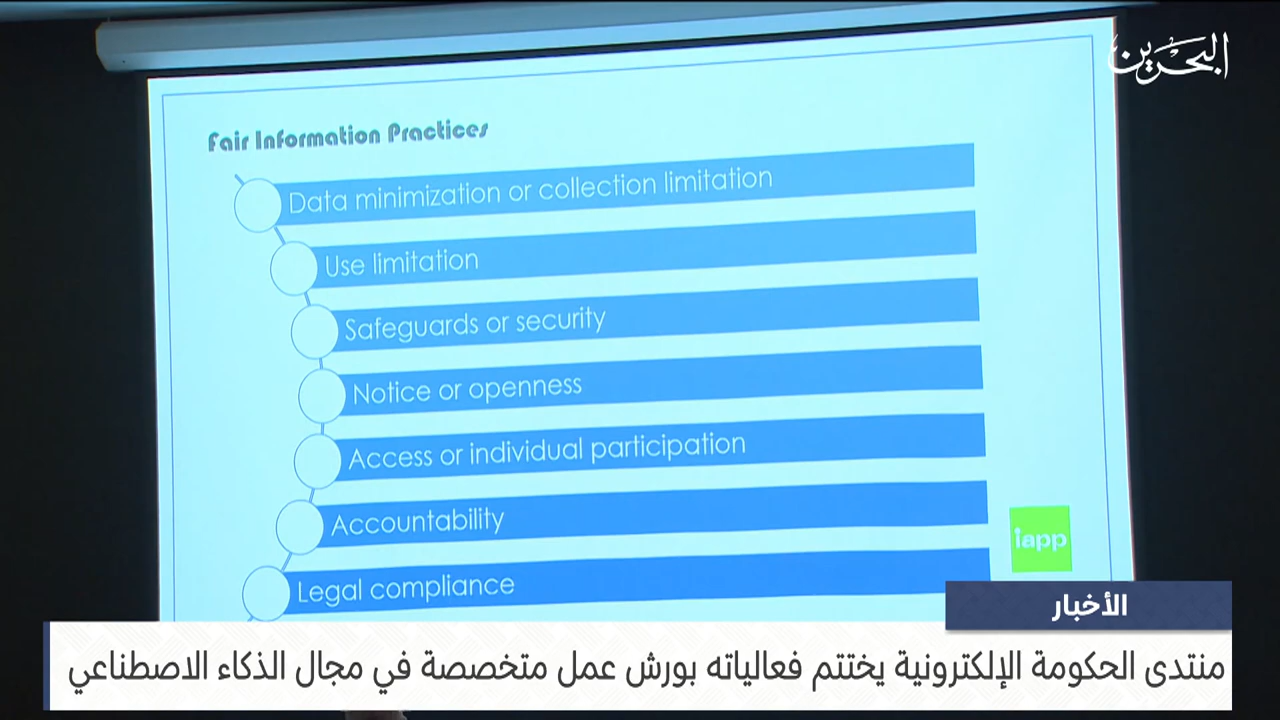 البحرين
Fair Information Practices
Data minimization or collection limitation
Use limitation
Safeguards or security
Notice or openness
Access or individual participation
Accountability
Legal compliance
iapp
الأخبار
منتدى الحكومة الإلكترونية يختتم فعالياته بورش عمل متخصصة في مجال الذكاء الاصطناعي